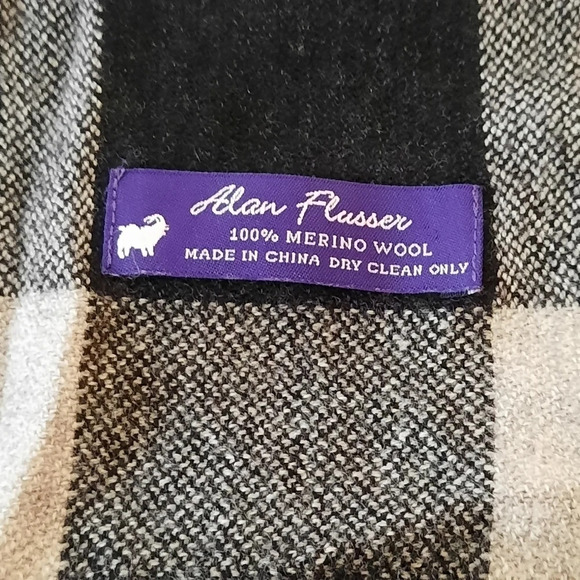 Alan Flusser
100% MERINO WOOL
MADE IN CHINA DRY CLEAN ONLY